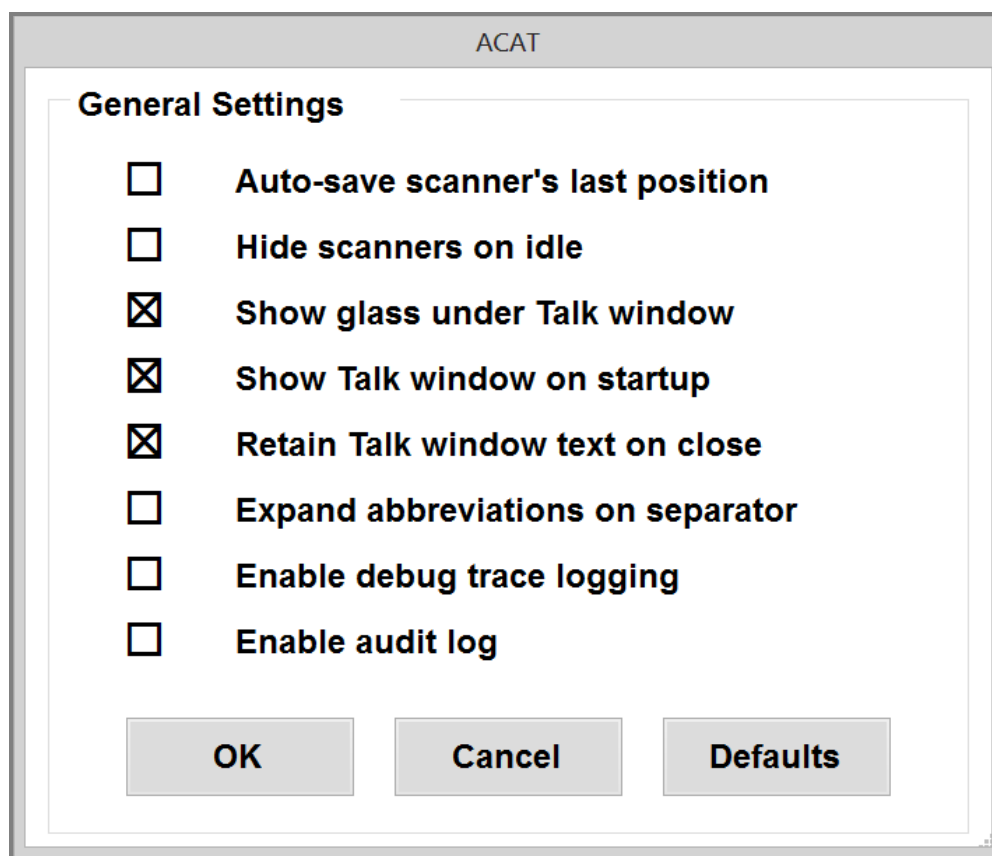 ACAT
General Settings
Auto-save scanner's last position
Hide scanners on idle
Show glass under Talk window
Show Talk window on startup
Retain Talk window text on close
Expand abbreviations on separator
Enable debug trace logging
Enable audit log
OK Cancel Defaults